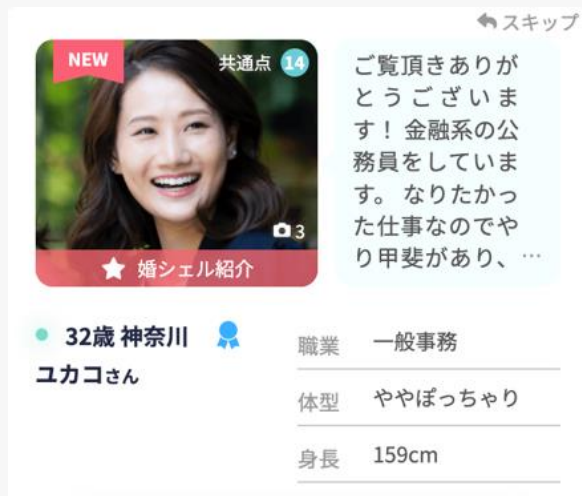 スキップ
NEW
共通点 14
3
婚シェル紹介
ご覧頂きありが
とうございま
す！ 金融系の公
務員をしていま
す。 なりたかっ
た仕事なのでや
り甲斐があり、…
32歳 神奈川
ユカコさん
職業 一般事務
体型 ややぽっちゃり
身長 159cm